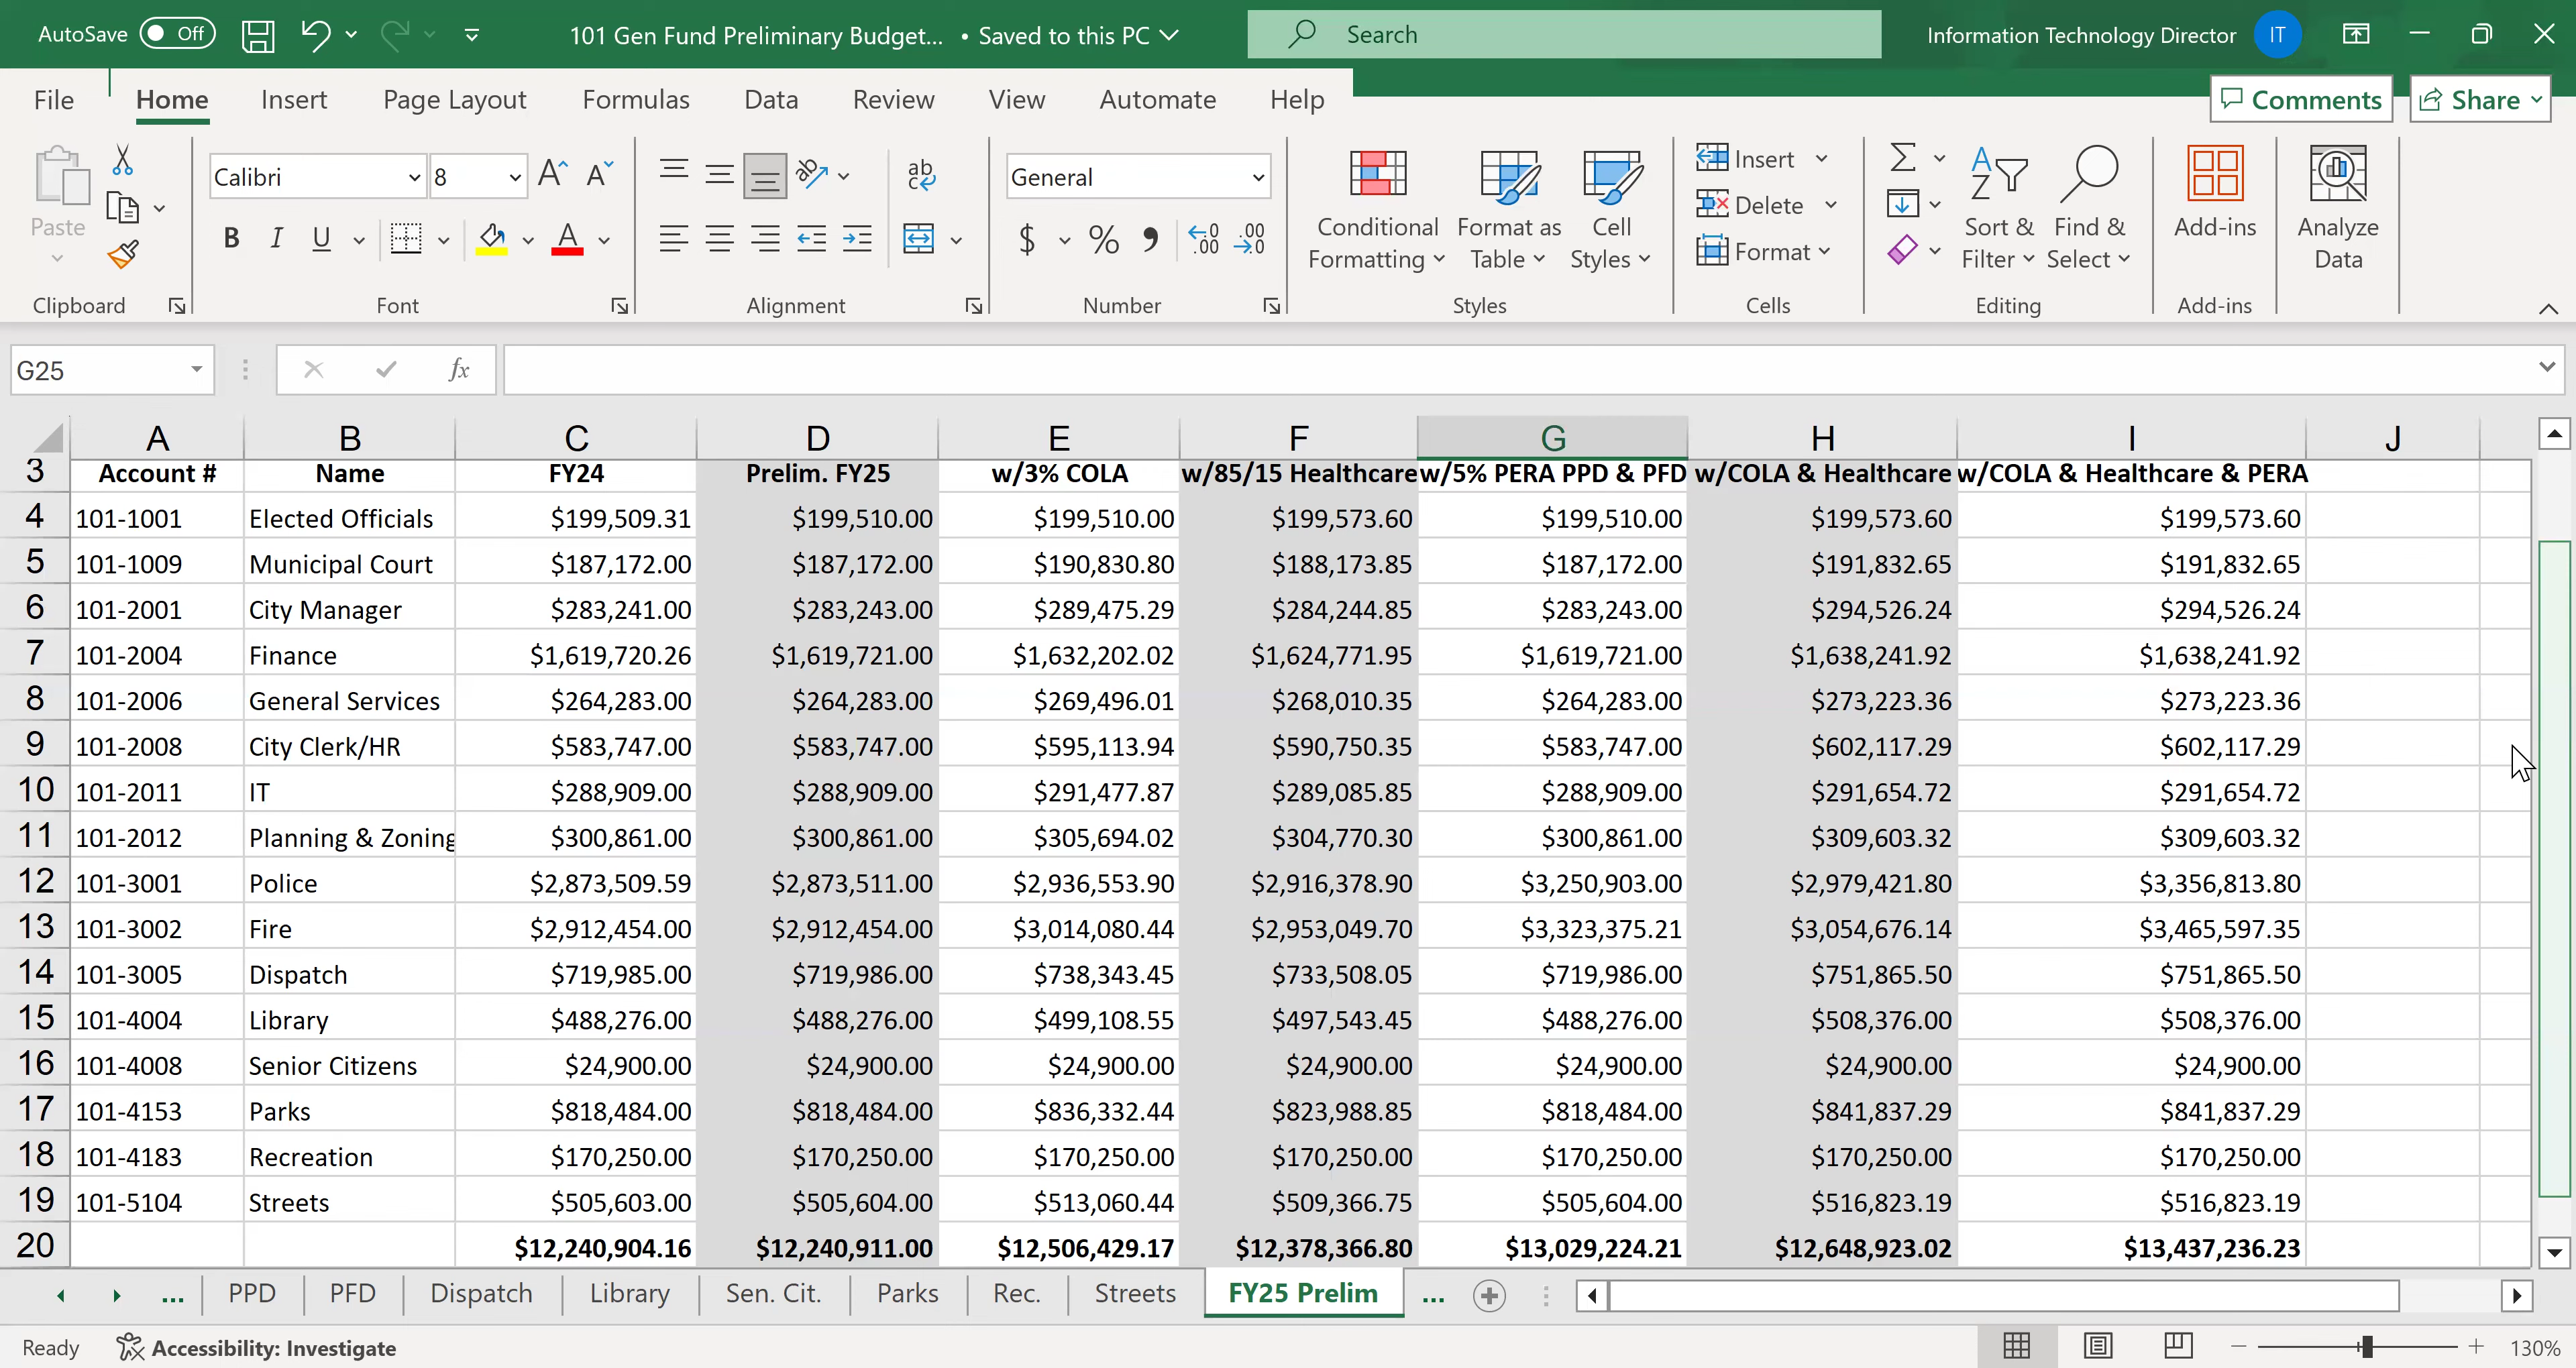 AutoSave Off 101 Gen Fund Preliminary Budget... • Saved to this PC Search Information Technology Director IT
File Home Insert Page Layout Formulas Data Review View Automate Help Comments Share
Paste
Clipboard
Calibri 8
B I U A
Font
ab
ab c
Alignment
General
$ % , .00 .00
Number
Conditional Formatting
Format as Table
Cell Styles
Styles
Insert
Delete
Format
Cells
Sort & Filter
Find & Select
Editing
Add-ins
Add-ins
Analyze Data
G25 fx
A B C D E F G H I J
3 Account # Name FY24 Prelim. FY25 w/3% COLA w/85/15 Healthcare w/5% PERA PPD & PFD w/COLA & Healthcare w/COLA & Healthcare & PERA
4 101-1001 Elected Officials $199,509.31 $199,510.00 $199,510.00 $199,573.60 $199,510.00 $199,573.60 $199,573.60
5 101-1009 Municipal Court $187,172.00 $187,172.00 $190,830.80 $188,173.85 $187,172.00 $191,832.65 $191,832.65
6 101-2001 City Manager $283,241.00 $283,243.00 $289,475.29 $284,244.85 $283,243.00 $294,526.24 $294,526.24
7 101-2004 Finance $1,619,720.26 $1,619,721.00 $1,632,202.02 $1,624,771.95 $1,619,721.00 $1,638,241.92 $1,638,241.92
8 101-2006 General Services $264,283.00 $264,283.00 $269,496.01 $268,010.35 $264,283.00 $273,223.36 $273,223.36
9 101-2008 City Clerk/HR $583,747.00 $583,747.00 $595,113.94 $590,750.35 $583,747.00 $602,117.29 $602,117.29
10 101-2011 IT $288,909.00 $288,909.00 $291,477.87 $289,085.85 $288,909.00 $291,654.72 $291,654.72
11 101-2012 Planning & Zoning $300,861.00 $300,861.00 $305,694.02 $304,770.30 $300,861.00 $309,603.32 $309,603.32
12 101-3001 Police $2,873,509.59 $2,873,511.00 $2,936,553.90 $2,916,378.90 $3,250,903.00 $2,979,421.80 $3,356,813.80
13 101-3002 Fire $2,912,454.00 $2,912,454.00 $3,014,080.44 $2,953,049.70 $3,323,375.21 $3,054,676.14 $3,465,597.35
14 101-3005 Dispatch $719,985.00 $719,986.00 $738,343.45 $733,508.05 $719,986.00 $751,865.50 $751,865.50
15 101-4004 Library $488,276.00 $488,276.00 $499,108.55 $497,543.45 $488,276.00 $508,376.00 $508,376.00
16 101-4008 Senior Citizens $24,900.00 $24,900.00 $24,900.00 $24,900.00 $24,900.00 $24,900.00 $24,900.00
17 101-4153 Parks $818,484.00 $818,484.00 $836,332.44 $823,988.85 $818,484.00 $841,837.29 $841,837.29
18 101-4183 Recreation $170,250.00 $170,250.00 $170,250.00 $170,250.00 $170,250.00 $170,250.00 $170,250.00
19 101-5104 Streets $505,603.00 $505,604.00 $513,060.44 $509,366.75 $505,604.00 $516,823.19 $516,823.19
20 $12,240,904.16 $12,240,911.00 $12,506,429.17 $12,378,366.80 $13,029,224.21 $12,648,923.02 $13,437,236.23
... PPD PFD Dispatch Library Sen. Cit. Parks Rec. Streets FY25 Prelim ...
Ready Accessibility: Investigate 130%